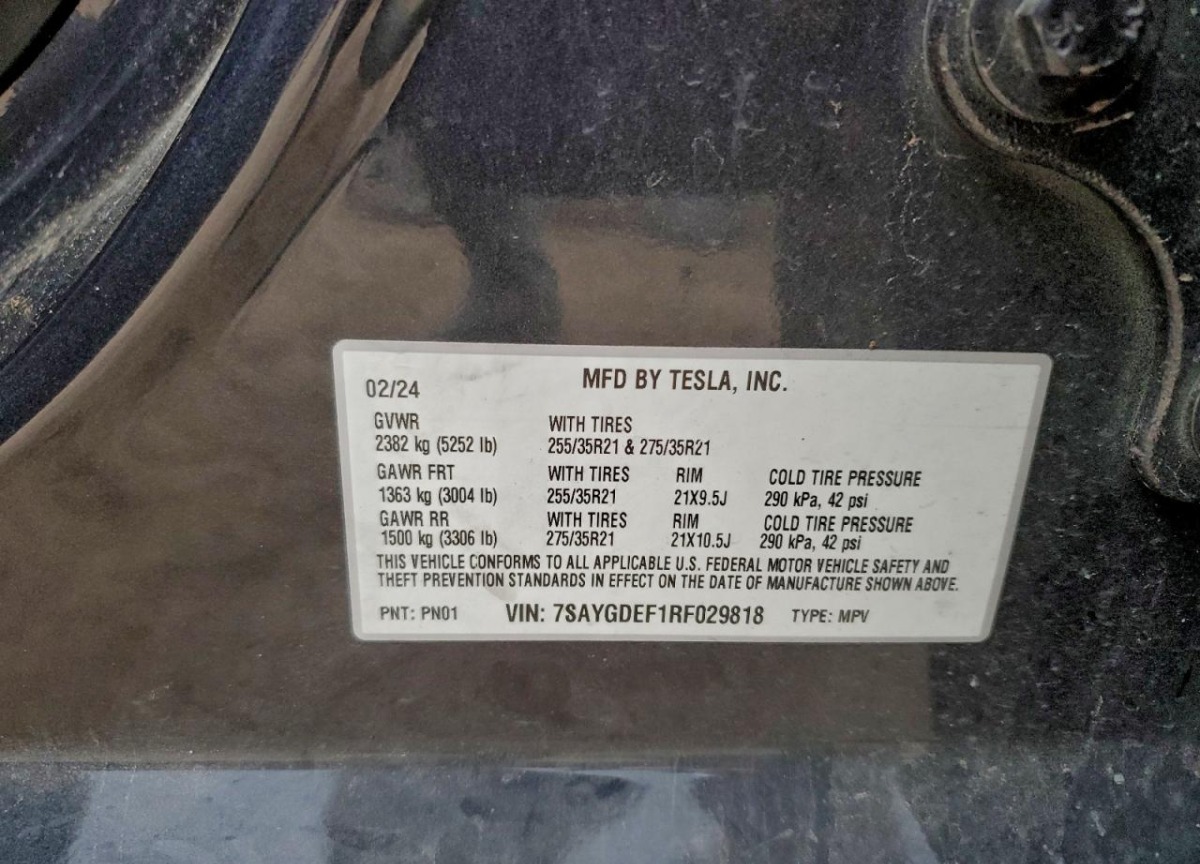 02/24 MFD BY TESLA, INC.
GVWR WITH TIRES
2382 kg (5252 lb) 255/35R21 & 275/35R21
GAWR FRT WITH TIRES RIM COLD TIRE PRESSURE
1363 kg (3004 lb) 255/35R21 21X9.5J 290 kPa, 42 psi
GAWR RR WITH TIRES RIM COLD TIRE PRESSURE
1500 kg (3306 lb) 275/35R21 21X10.5J 290 kPa, 42 psi
THIS VEHICLE CONFORMS TO ALL APPLICABLE U.S. FEDERAL MOTOR VEHICLE SAFETY AND
THEFT PREVENTION STANDARDS IN EFFECT ON THE DATE OF MANUFACTURE SHOWN ABOVE.
PNT: PN01 VIN: 7SAYGDEF1RF029818 TYPE: MPV